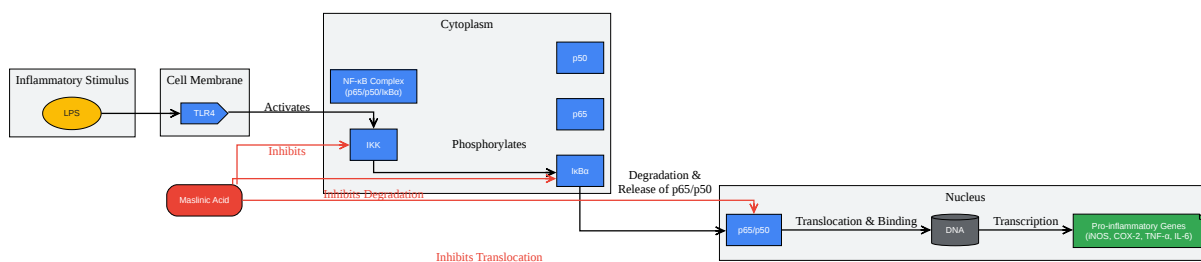 Cytoplasm
p50
Inflammatory Stimulus
Cell Membrane
NF-κB Complex
(p65/p50/IκBα)
LPS
TLR4
Activates
p65
IKK
Phosphorylates
Inhibits
IκBα
Degradation &
Release of p65/p50
Maslinic Acid
Inhibits Degradation
Nucleus
p65/p50
Translocation & Binding
DNA
Transcription
Pro-inflammatory Genes
(iNOS, COX-2, TNF-α, IL-6)
Inhibits Translocation